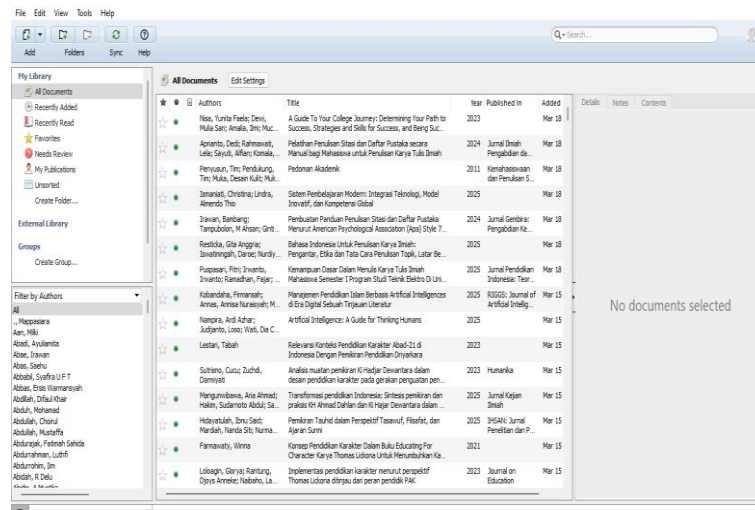 File Edit View Tools Help
Add Folders Sync Help
Search...
My Library
All Documents
Recently Added
Recently Read
Favorites
Needs Review
My Publications
Unsorted
Create Folder...
External Library
Groups
Create Group...
Filter by Authors
All
., Mappasiara
Aan, Milki
Abadi, Ayuliamita
Abae, Irawan
Abas, Saehu
Abbabil, Syafira U F T
Abbas, Ersis Warmansyah
Abdillah, Difaul Khair
Abduh, Mohamad
Abdullah, Choirul
Abdullah, Mustaffa
Abdurajak, Fatimah Sahida
Abdurrahman, Luthfi
Abdurrohim, Iim
Abidah, R Delu
All Documents Edit Settings
Authors Title Year Published In Added
Nisa, Yunita Faela; Dewi, A Guide To Your College Journey: Determining Your Path to 2023 Mar 18
Mulia Sari; Amalia, Ilmi; Muc... Success, Strategies and Skills for Success, and Being Suc...
Aprianto, Dedi; Rahmawati, Pelatihan Penulisan Sitasi dan Daftar Pustaka secara 2024 Jurnal Ilmiah Mar 18
Lela; Sayuti, Alfian; Komala,... Manual bagi Mahasiswa untuk Penulisan Karya Tulis Ilmiah Pengabdian da...
Penyusun, Tim; Pendukung, Pedoman Akademik 2011 Kemahasiswaan Mar 18
Tim; Muka, Desain Kulit; Muk... dan Penulisan S...
Ismaniati, Christina; Lindra, Sistem Pembelajaran Modern: Integrasi Teknologi, Model 2025 Mar 18
Almendo Thio Inovatif, dan Kompetensi Global
Irawan, Bambang; Pembuatan Panduan Penulisan Sitasi dan Daftar Pustaka 2024 Jurnal Gembira: Mar 18
Tampubolon, M Ahsan; Ginti... Menurut American Psychological Association (Apa) Style 7... Pengabdian Ke...
Resticka, Gita Anggria; Bahasa Indonesia Untuk Penulisan Karya Ilmiah: 2025 Mar 18
Iswatiningsih, Daroe; Nurdiy... Pengantar, Etika dan Tata Cara Penulisan Topik, Latar Be...
Puspasari, Fitri; Irwanto, Kemampuan Dasar Dalam Menulis Karya Tulis Ilmiah 2025 Jurnal Pendidikan Mar 18
Irwanto; Ramadhan, Fajar; ... Mahasiswa Semester I Program Studi Teknik Elektro Di Uni... Indonesia: Teor...
Kobandaha, Firmansah; Manajemen Pendidikan Islam Berbasis Artificial Intelligences 2025 RIGGS: Journal of Mar 15
Annas, Annisa Nuraisyah; M... di Era Digital Sebuah Tinjauan Literatur Artificial Intellig...
Nampira, Ardi Azhar; Artificial Intelligence: A Guide for Thinking Humans 2025 Mar 15
Judijanto, Loso; Wati, Dia C...
Lestari, Tabah Relevansi Konteks Pendidikan Karakter Abad-21 di 2023 Mar 15
Indonesia Dengan Pemikiran Pendidikan Driyarkara
Sutrisno, Cucu; Zuchdi, Analisis muatan pemikiran Ki Hadjar Dewantara dalam 2023 Humanika Mar 15
Darmiyati desain pendidikan karakter pada gerakan penguatan pen...
Mangunwibawa, Aria Ahmad; Transformasi pendidikan Indonesia: Sintesis pemikiran dan 2025 Jurnal Kajian Mar 15
Hakim, Sudarnoto Abdul; Sa... praksis KH Ahmad Dahlan dan Ki Hajar Dewantara dalam ... Ilmiah
Hidayatulah, Ibnu Said; Pemikiran Tauhid dalam Perspektif Tasawuf, Filsafat, dan 2025 IHSAN: Jurnal Mar 15
Mardiah, Nanda Siti; Nurma... Ajaran Sunni Penelitian dan P...
Farmawaty, Winna Konsep Pendidikan Karakter Dalam Buku Educating For 2021 Mar 15
Character Karya Thomas Lickona Untuk Menumbuhkan Ka...
Loloagin, Glorya; Rantung, Implementasi pendidikan karakter menurut perspektif 2023 Journal on Mar 15
Djoys Anneke; Naibaho, La... Thomas Lickona ditinjau dari peran pendidik PAK Education
Details Notes Contents
No documents selected